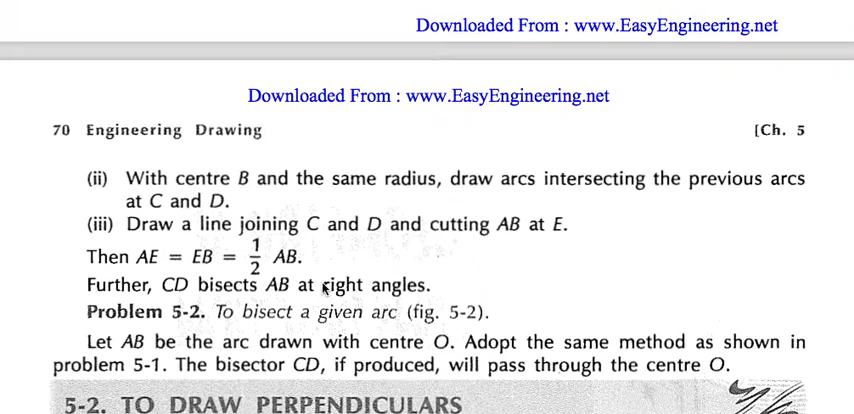 Downloaded From : www.EasyEngineering.net
Downloaded From : www.EasyEngineering.net
70 Engineering Drawing [Ch. 5
(ii) With centre B and the same radius, draw arcs intersecting the previous arcs
at C and D.
(iii) Draw a line joining C and D and cutting AB at E.
Then AE = EB = 1/2 AB.
Further, CD bisects AB at right angles.
Problem 5-2. To bisect a given arc (fig. 5-2).
Let AB be the arc drawn with centre O. Adopt the same method as shown in
problem 5-1. The bisector CD, if produced, will pass through the centre O.
5-2. TO DRAW PERPENDICULARS